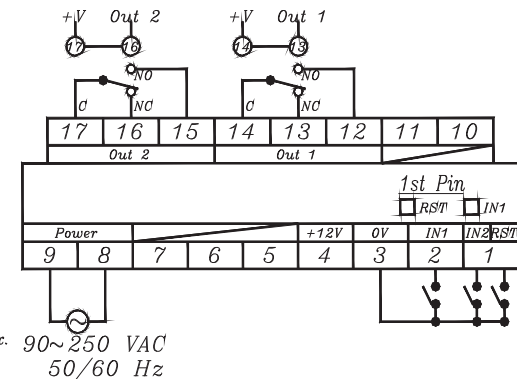 +V Out 2 +V Out 1
17 16 14 13
NO NO
C NC C NC
17 16 15 14 13 12 11 10
Out 2 Out 1
1st Pin
RST IN1
Power +12V 0V IN1 IN2 RST
9 8 7 6 5 4 3 2 1
90~250 VAC
50/60 Hz